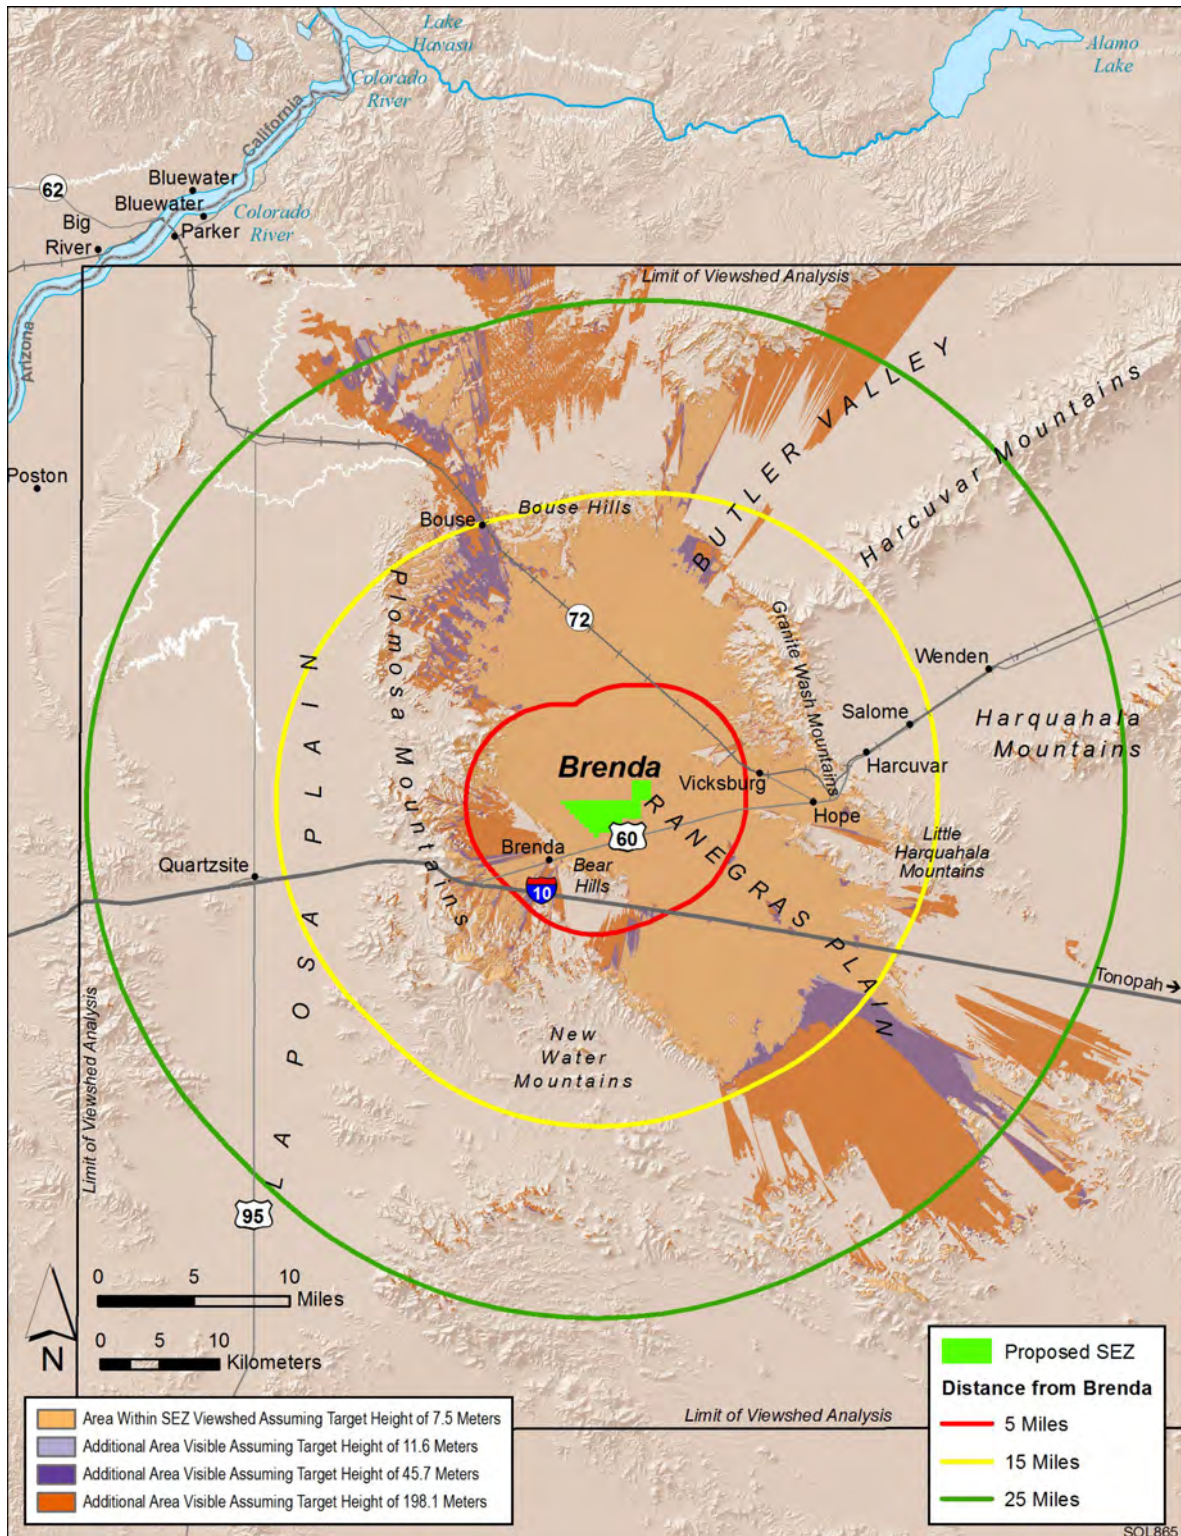 Lake
Havasu
Alamo
Lake
Colorado
River
California
62
Bluewater
Bluewater
Colorado
River
Big
River
Parker
Arizona
Limit of Viewshed Analysis
BUTLER VALLEY
Harcuvar Mountains
Poston
Bouse
Bouse Hills
Plomosa Mountains
72
Granite Wash Mountains
Wenden
Salome
Harquahala
Mountains
LA POSA PLAIN
Brenda
Vicksburg
Harcuvar
Hope
RANEGRAS PLAIN
60
Little
Harquahala
Mountains
Quartzsite
Brenda
Bear
Hills
10
Tonopah
Limit of Viewshed Analysis
New
Water
Mountains
95
0 5 10
Miles
0 5 10
Kilometers
N
Proposed SEZ
Distance from Brenda
5 Miles
15 Miles
25 Miles
Limit of Viewshed Analysis
Area Within SEZ Viewshed Assuming Target Height of 7.5 Meters
Additional Area Visible Assuming Target Height of 11.6 Meters
Additional Area Visible Assuming Target Height of 45.7 Meters
Additional Area Visible Assuming Target Height of 198.1 Meters
SOL865